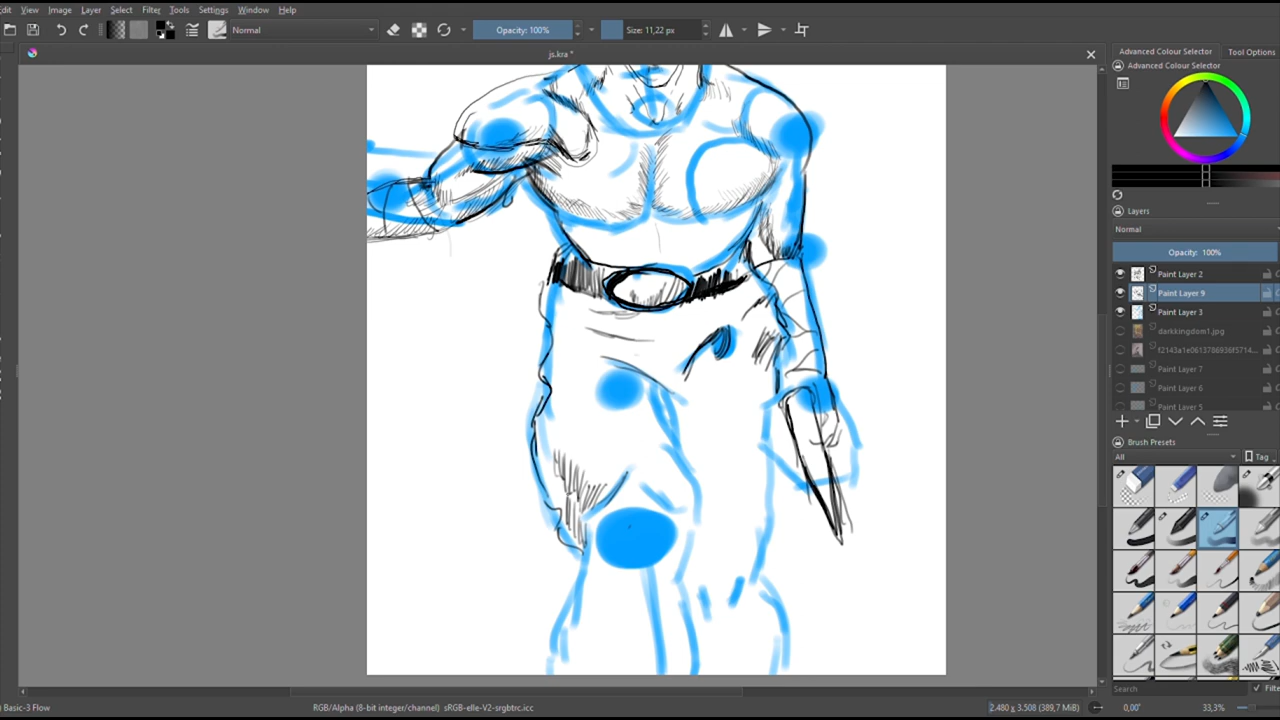 View Image Layer Select Filter Tools Settings Window Help
Normal Opacity: 100% Size: 11,22 px
js.kra *
Advanced Colour Selector Tool Options
Advanced Colour Selector
Layers
Normal
Opacity: 100%
Paint Layer 2
Paint Layer 9
Paint Layer 3
darkkingdom1.jpg
f2143a1e0613786936f5714...
Paint Layer 7
Paint Layer 6
Paint Layer 5
Brush Presets
All Tag
Search
Basic-3 Flow RGB/Alpha (8-bit integer/channel) sRGB-elle-V2-srgbtrc.icc 2.480 x 3.508 (389,7 MiB) 0,00° 33,3%